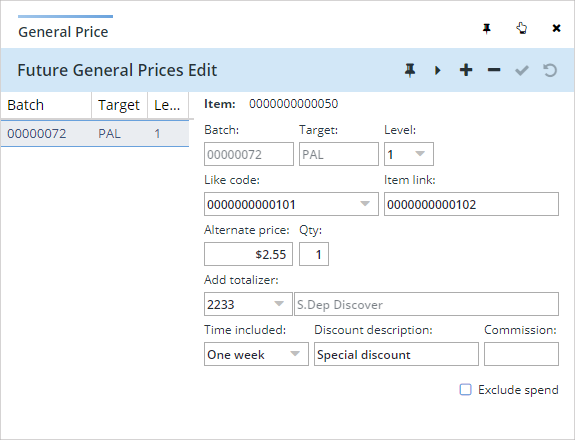 General Price
Future General Prices Edit
Batch Target Le...
00000072 PAL 1
Item: 0000000000050
Batch: Target: Level:
00000072 PAL 1
Like code: Item link:
0000000000101 0000000000102
Alternate price: Qty:
$2.55 1
Add totalizer:
2233 S.Dep Discover
Time included: Discount description: Commission:
One week Special discount
Exclude spend